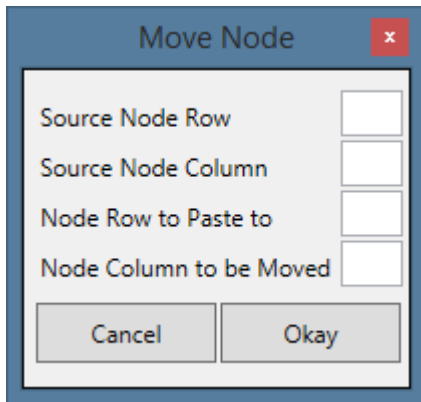 Move Node
x
Source Node Row
Source Node Column
Node Row to Paste to
Node Column to be Moved
Cancel Okay